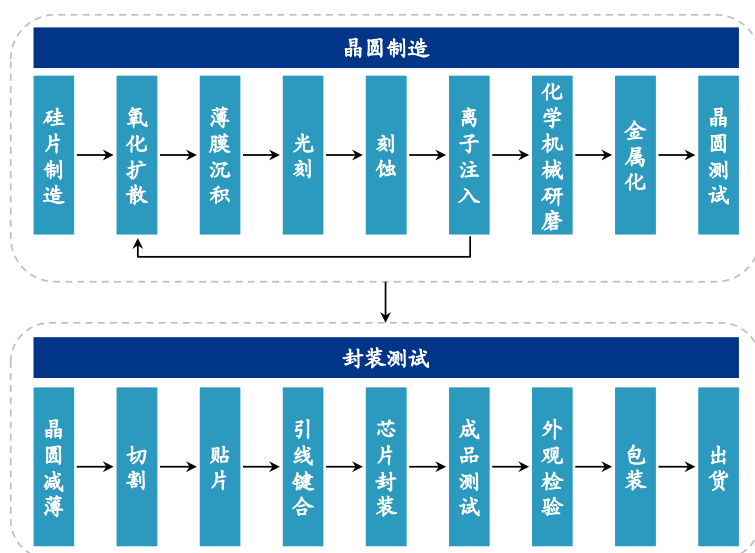 晶圆制造
硅片制造
氧化扩散
薄膜沉积
光刻
刻蚀
离子注入
化学机械研磨
金属化
晶圆测试
封装测试
晶圆减薄
切割
贴片
引线键合
芯片封装
成品测试
外观检验
包装
出货